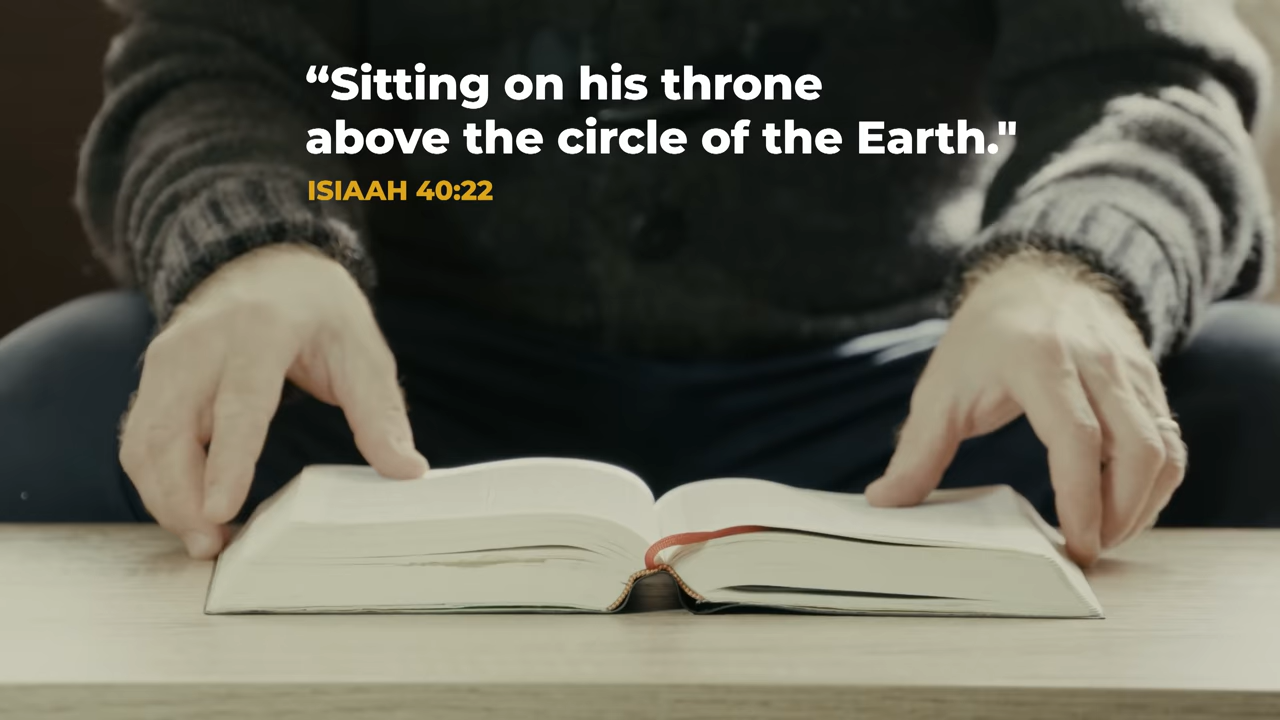 “Sitting on his throne
above the circle of the Earth."
ISIAAH 40:22